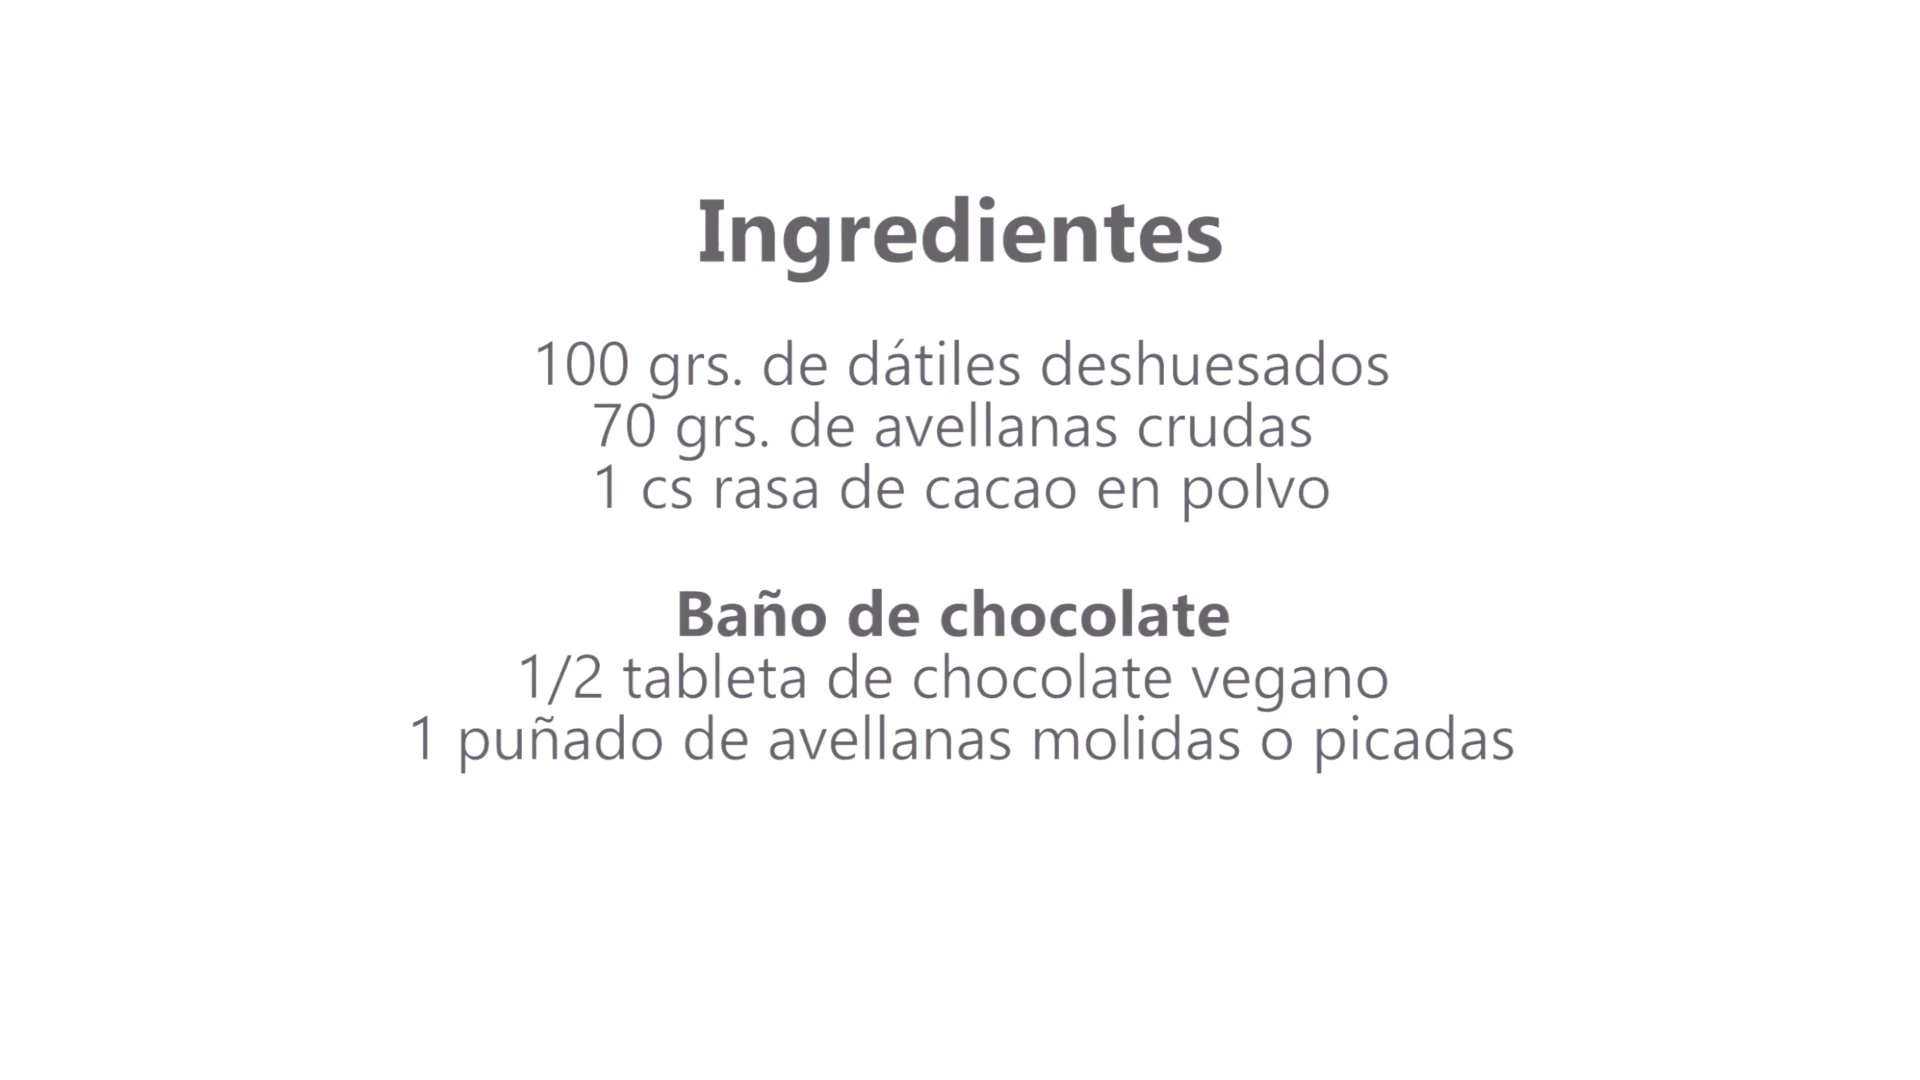 Ingredientes
100 grs. de dátiles deshuesados
70 grs. de avellanas crudas
1 cs rasa de cacao en polvo
Baño de chocolate
1/2 tableta de chocolate vegano
1 puñado de avellanas molidas o picadas